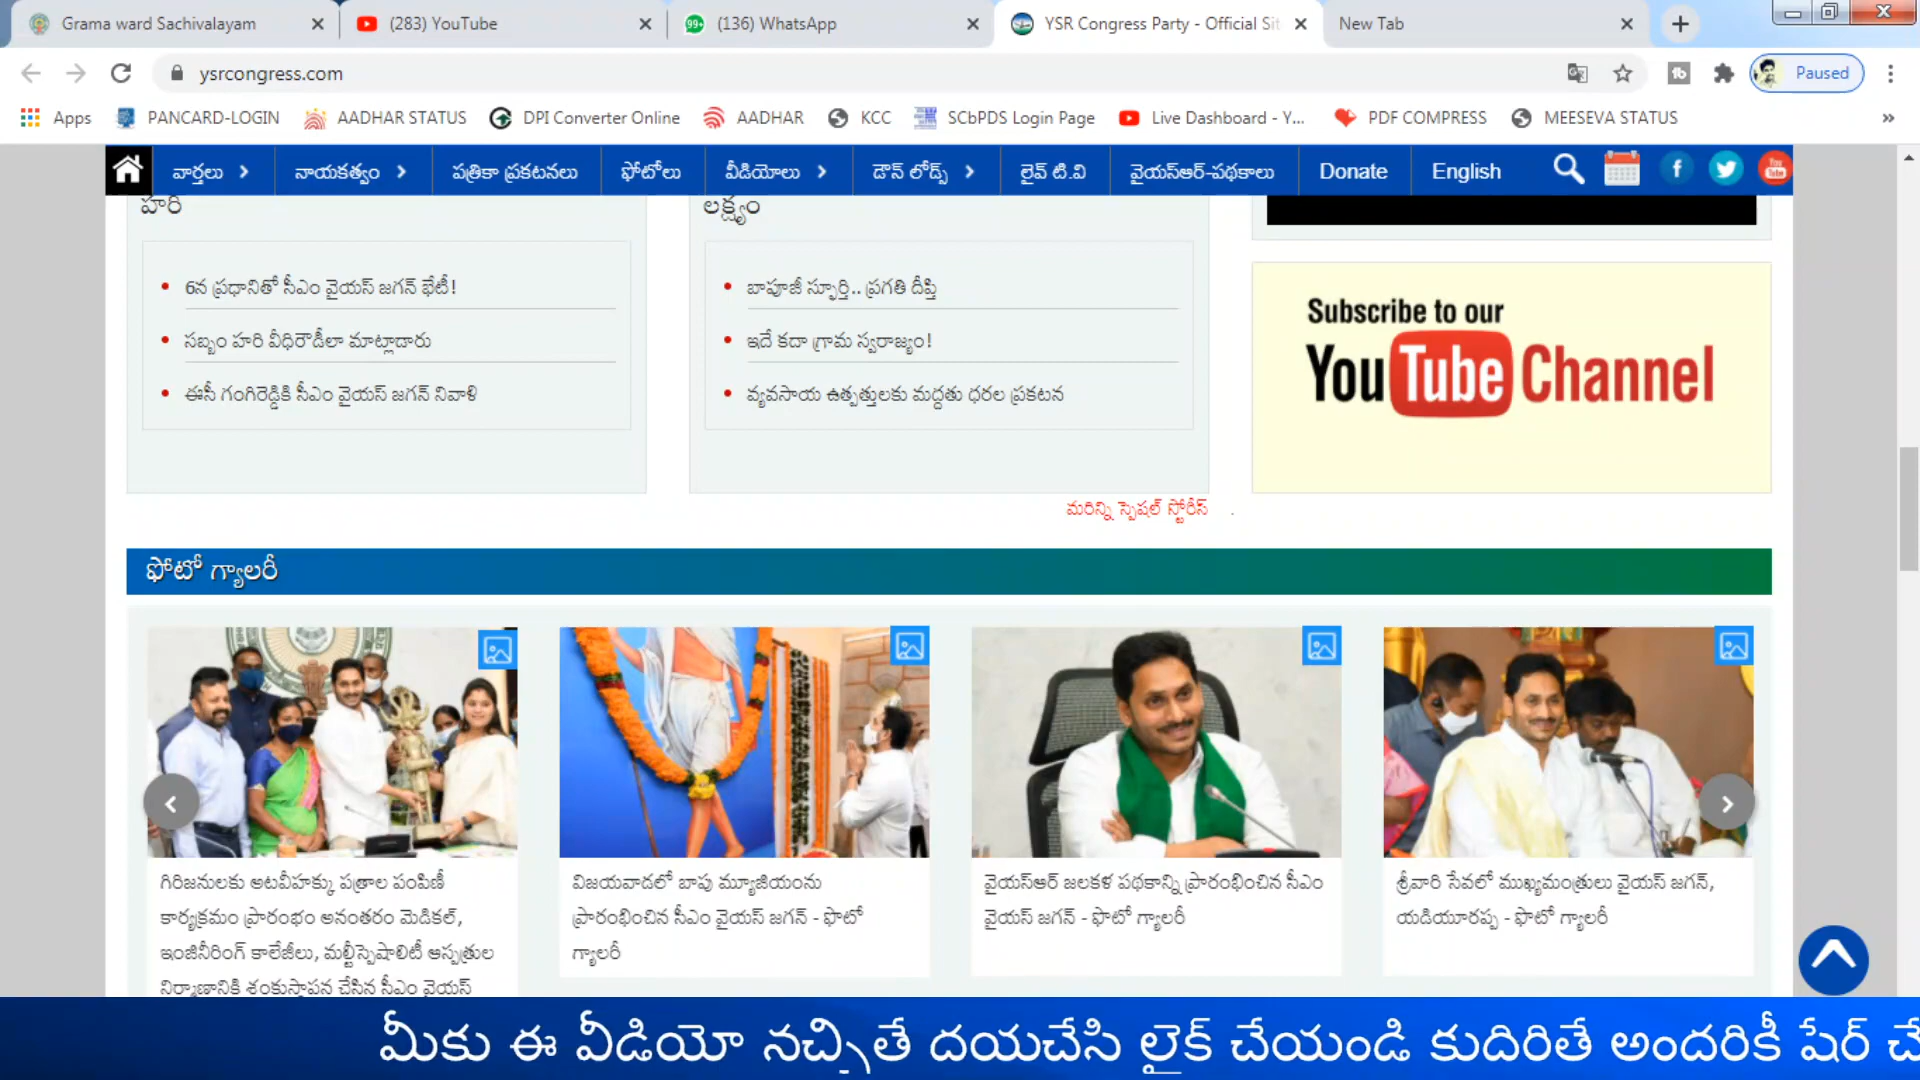 Grama ward Sachivalayam
(283) YouTube
99+ (136) WhatsApp
YSR Congress Party - Official Sit
New Tab
ysrcongress.com
Paused
Apps
PANCARD-LOGIN
AADHAR STATUS
DPI Converter Online
AADHAR
KCC
SCbPDS Login Page
Live Dashboard - Y...
PDF COMPRESS
MEESEVA STATUS
వార్తలు
నాయకత్వం
పత్రికా ప్రకటనలు
ఫోటోలు
వీడియోలు
డౌన్ లోడ్స్
లైవ్ టి.వి
వైయస్ఆర్-పథకాలు
Donate
English
హరి
6న ప్రధానితో సీఎం వైయస్ జగన్ భేటీ!
సబ్బం హరి వీధిరౌడీలా మాట్లాడారు
ఈసీ గంగిరెడ్డికి సీఎం వైయస్ జగన్ నివాళి
లక్ష్యం
బాపూజీ స్ఫూర్తి.. ప్రగతి దీప్తి
ఇదే కదా గ్రామ స్వరాజ్యం!
వ్యవసాయ ఉత్పత్తులకు మద్దతు ధరల ప్రకటన
Subscribe to our
YouTube Channel
మరిన్ని స్పెషల్ స్టోరీస్
ఫోటో గ్యాలరీ
గిరిజనులకు అటవీహక్కు పత్రాల పంపిణీ
కార్యక్రమం ప్రారంభం అనంతరం మెడికల్,
ఇంజినీరింగ్ కాలేజీలు, మల్టీస్పెషాలిటీ ఆస్పత్రుల
నిర్మాణానికి శంకుస్థాపన చేసిన సీఎం వైయస్
విజయవాడలో బాపు మ్యూజియంను
ప్రారంభించిన సీఎం వైయస్ జగన్ - ఫొటో
గ్యాలరీ
వైయస్ఆర్ జలకళ పథకాన్ని ప్రారంభించిన సీఎం
వైయస్ జగన్ - ఫొటో గ్యాలరీ
శ్రీవారి సేవలో ముఖ్యమంత్రులు వైయస్ జగన్,
యడియూరప్ప - ఫొటో గ్యాలరీ
మీకు ఈ వీడియో నచ్చితే దయచేసి లైక్ చేయండి కుదిరితే అందరికీ షేర్ చే